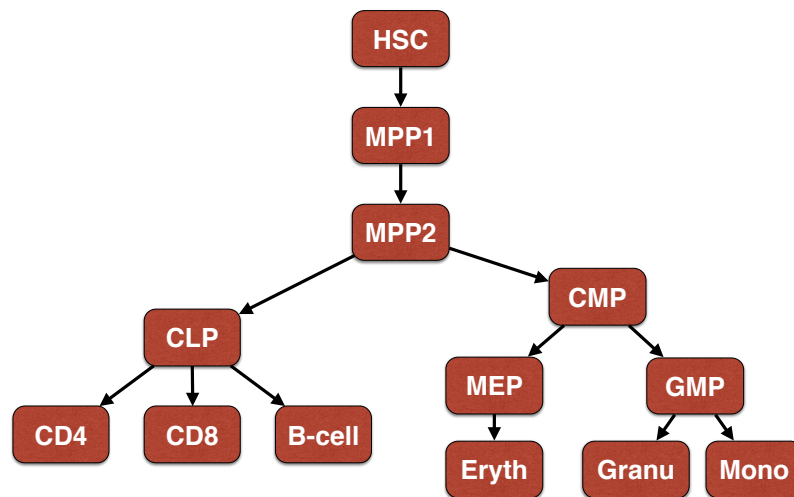 HSC
MPP1
MPP2
CMP
CLP
MEP
GMP
CD4
CD8
B-cell
Eryth
Granu
Mono